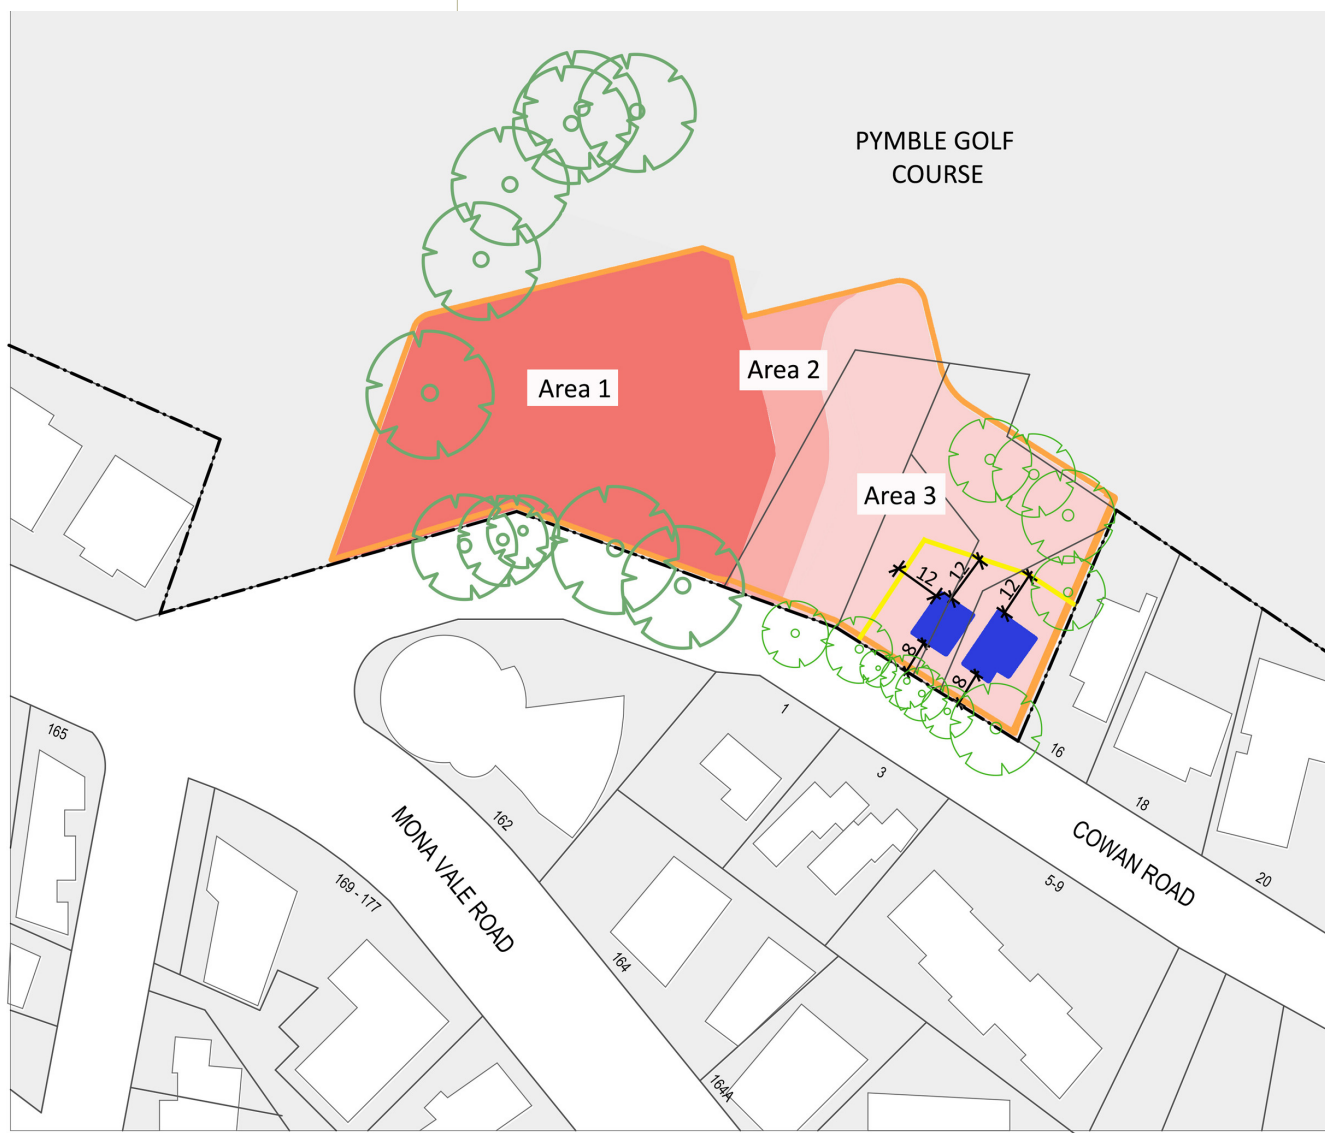 PYMBLE GOLF
COURSE
Area 1
Area 2
Area 3
12
12
12
8
8
165
1
3
16
18
20
5-9
162
164
164A
169 - 177
MONA VALE ROAD
COWAN ROAD